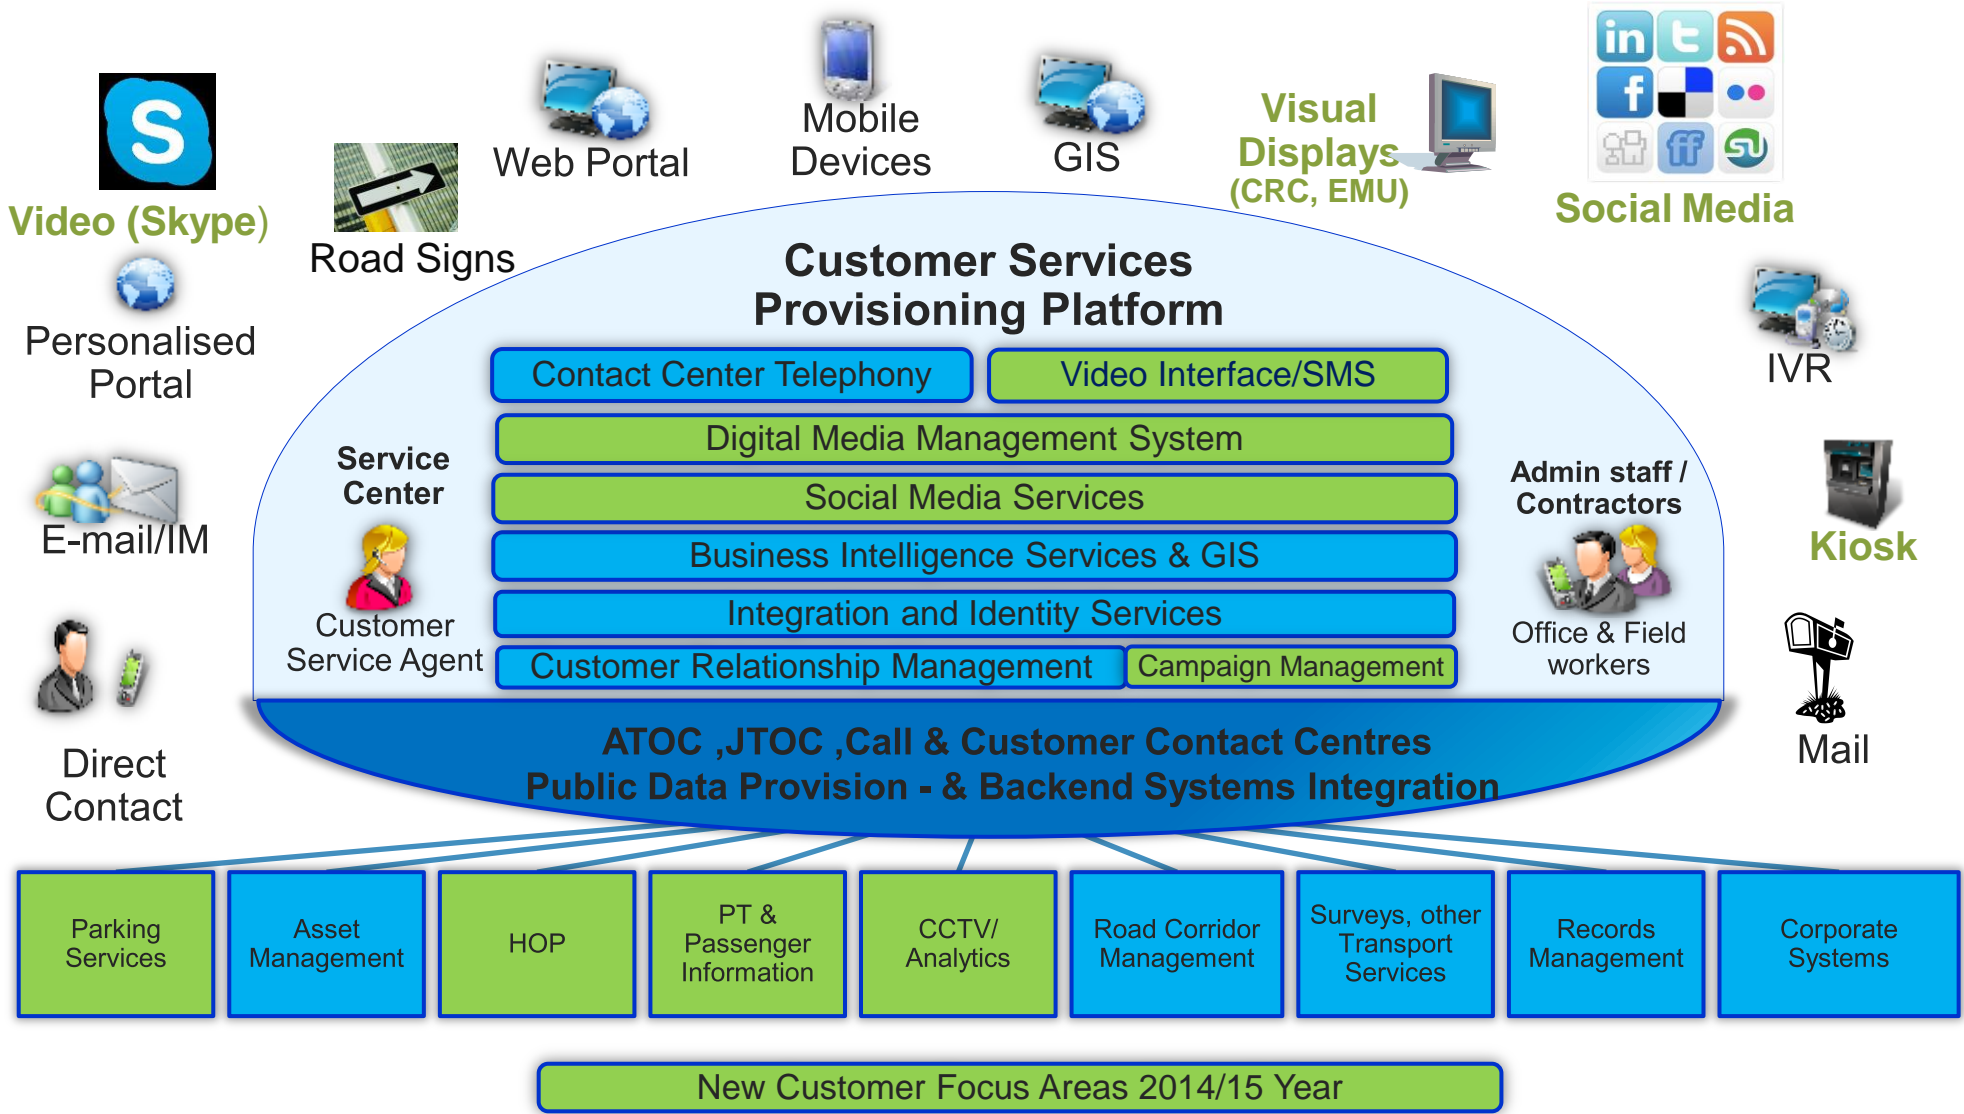 Video (Skype)
Road Signs
Web Portal
Mobile
Devices
GIS
Visual
Displays
(CRC, EMU)
Social Media
Personalised
Portal
E-mail/IM
Direct
Contact
IVR
Kiosk
Mail
Customer Services
Provisioning Platform
Contact Center Telephony
Video Interface/SMS
Digital Media Management System
Social Media Services
Business Intelligence Services & GIS
Integration and Identity Services
Customer Relationship Management
Campaign Management
Service
Center
Customer
Service Agent
Admin staff /
Contractors
Office & Field
workers
ATOC ,JTOC ,Call & Customer Contact Centres
Public Data Provision - & Backend Systems Integration
Parking
Services
Asset
Management
HOP
PT &
Passenger
Information
CCTV/
Analytics
Road Corridor
Management
Surveys, other
Transport
Services
Records
Management
Corporate
Systems
New Customer Focus Areas 2014/15 Year